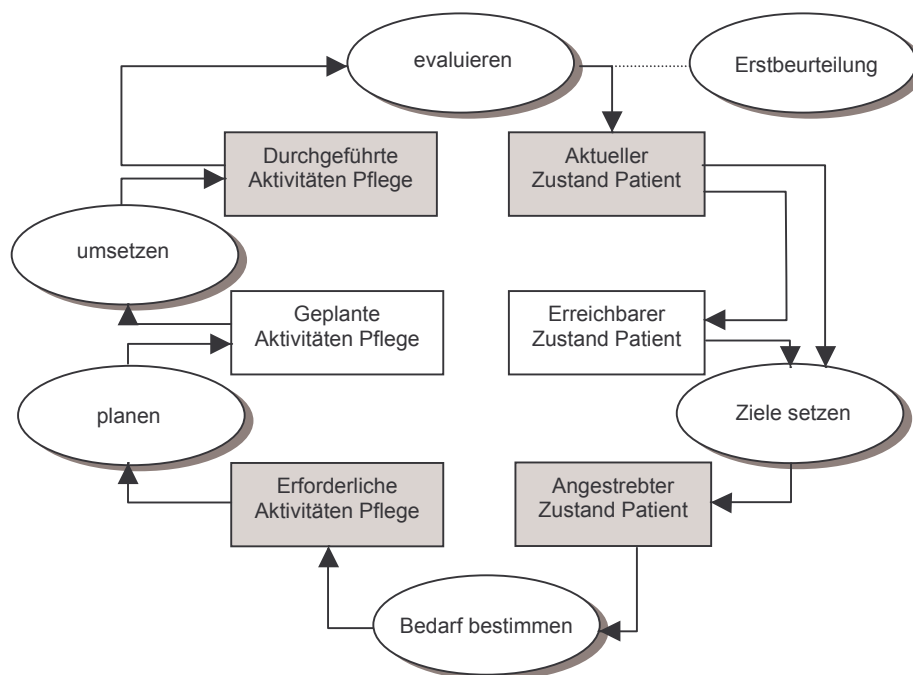 evaluieren
Erstbeurteilung
Durchgeführte
Aktivitäten Pflege
Aktueller
Zustand Patient
umsetzen
Geplante
Aktivitäten Pflege
Erreichbarer
Zustand Patient
planen
Ziele setzen
Erforderliche
Aktivitäten Pflege
Angestrebter
Zustand Patient
Bedarf bestimmen